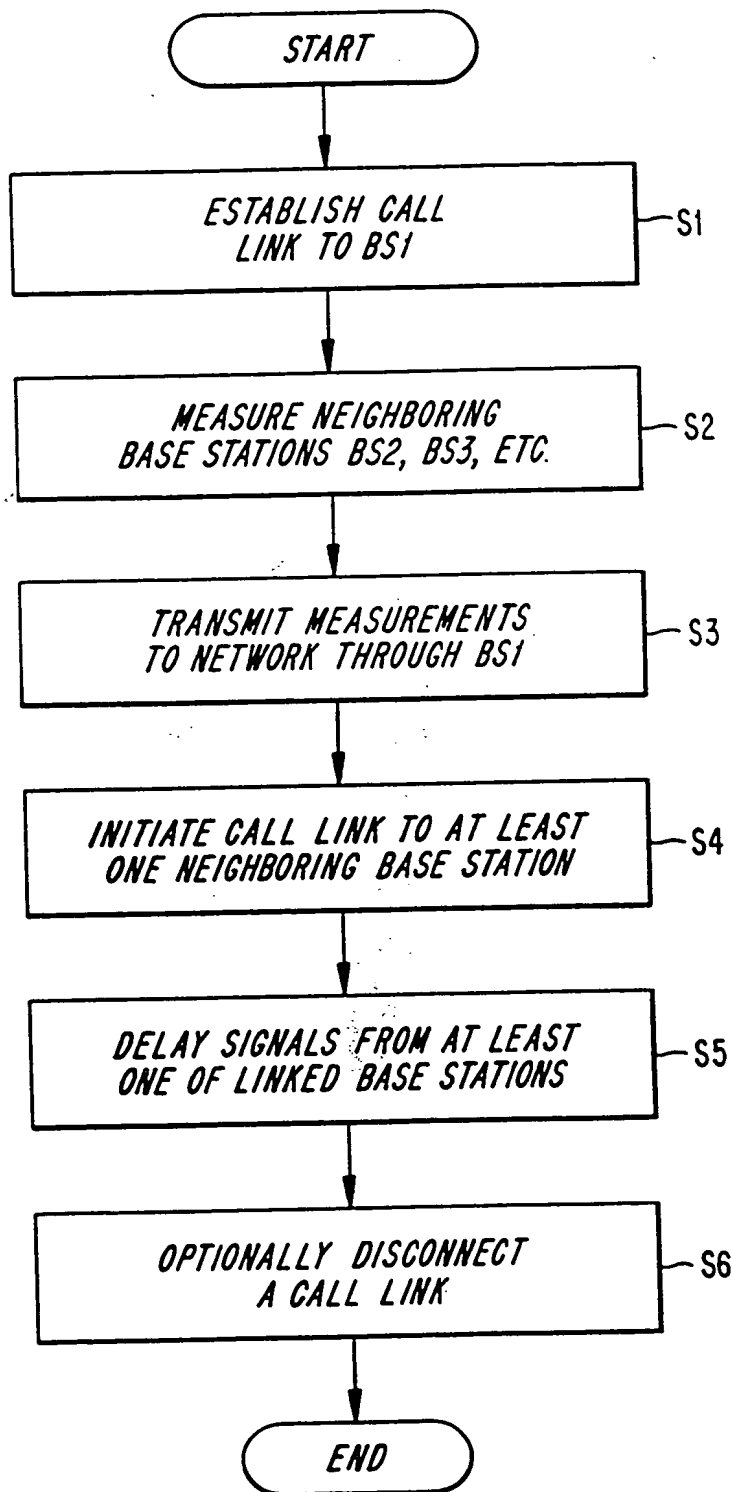 START
ESTABLISH CALL
LINK TO BS1
S1
MEASURE NEIGHBORING
BASE STATIONS BS2, BS3, ETC.
S2
TRANSMIT MEASUREMENTS
TO NETWORK THROUGH BS1
S3
INITIATE CALL LINK TO AT LEAST
ONE NEIGHBORING BASE STATION
S4
DELAY SIGNALS FROM AT LEAST
ONE OF LINKED BASE STATIONS
S5
OPTIONALLY DISCONNECT
A CALL LINK
S6
END